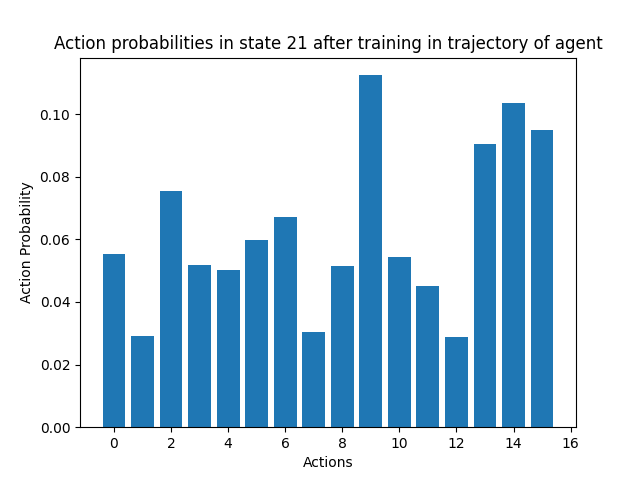 Action probabilities in state 21 after training in trajectory of agent
Action Probability
0.10
0.08
0.06
0.04
0.02
0.00
0 2 4 6 8 10 12 14 16
Actions